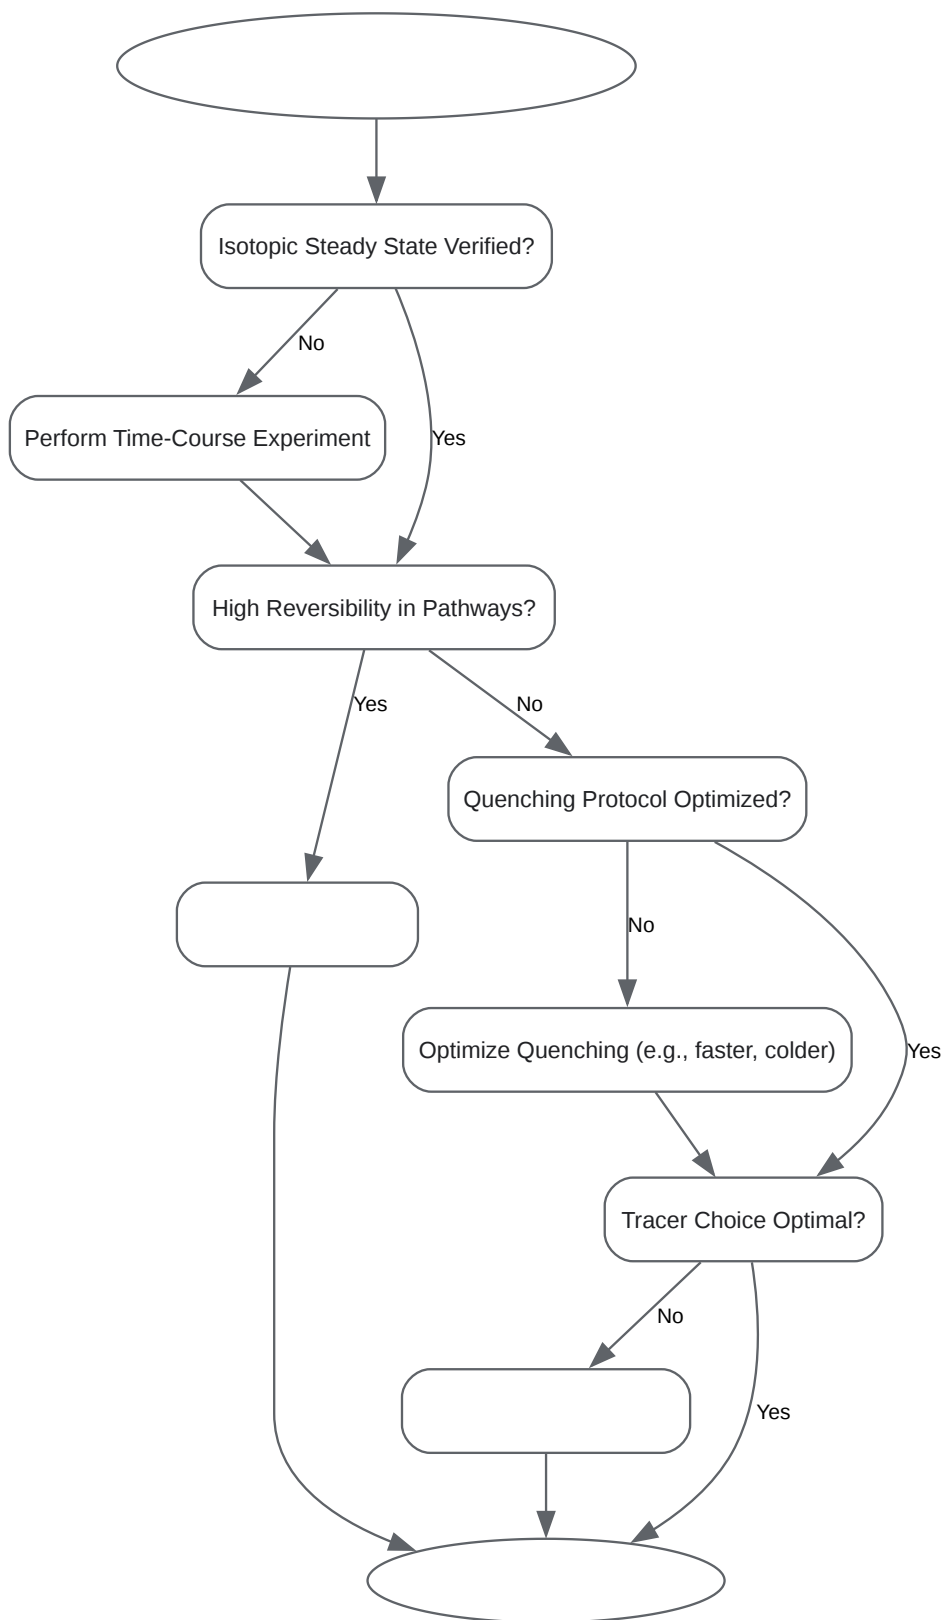 Isotopic Steady State Verified?
No
Perform Time-Course Experiment
Yes
High Reversibility in Pathways?
Yes
No
Quenching Protocol Optimized?
No
Optimize Quenching (e.g., faster, colder)
Yes
Tracer Choice Optimal?
No
Yes